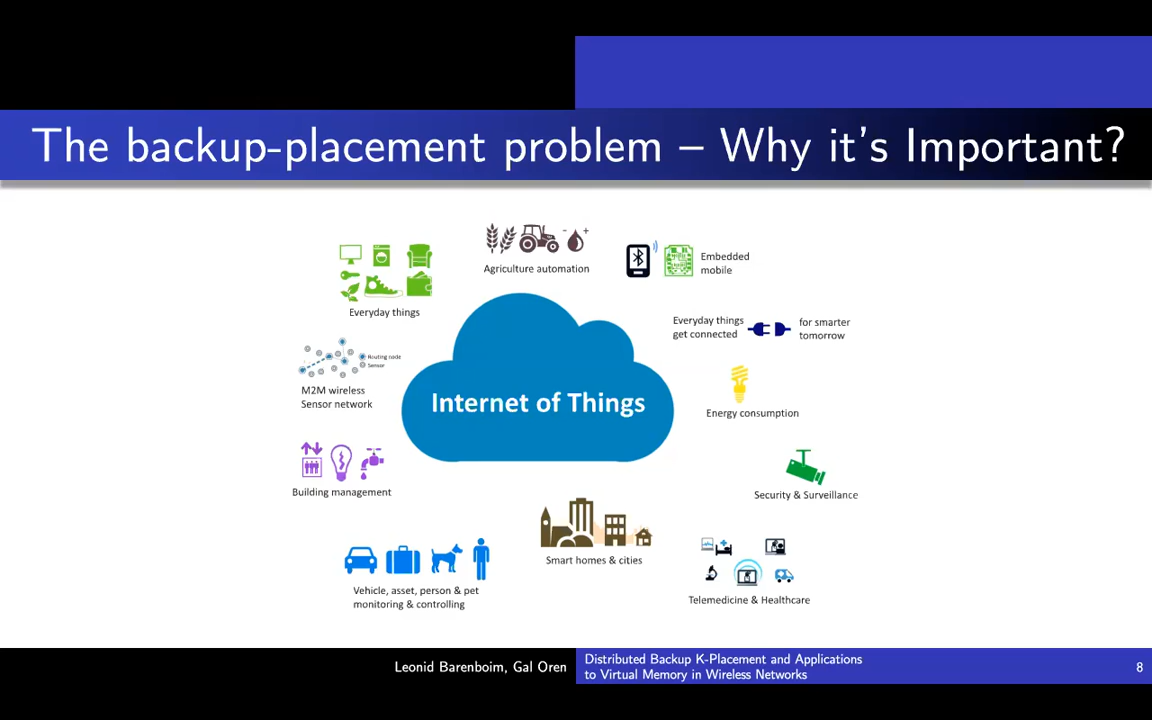 The backup-placement problem – Why it's Important?
Agriculture automation
Embedded
mobile
Everyday things
Everyday things
get connected
for smarter
tomorrow
Routing code
Sensor
M2M wireless
Sensor network
Internet of Things
Energy consumption
Building management
Security & Surveillance
Smart homes & cities
Vehicle, asset, person & pet
monitoring & controlling
Telemedicine & Healthcare
Leonid Barenboim, Gal Oren
Distributed Backup K-Placement and Applications
to Virtual Memory in Wireless Networks
8